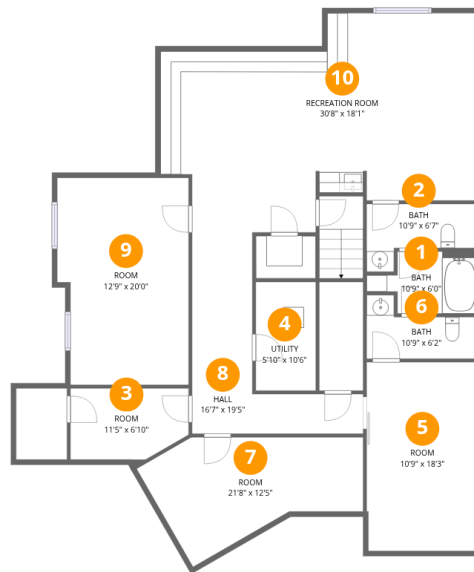 10
RECREATION ROOM
30'8" x 18'1"
2
BATH
10'9" x 6'7"
1
BATH
10'9" x 6'0"
9
ROOM
12'9" x 20'0"
6
BATH
10'9" x 6'2"
4
UTILITY
5'10" x 10'6"
8
HALL
16'7" x 19'5"
3
ROOM
11'5" x 6'10"
5
ROOM
10'9" x 18'3"
7
ROOM
21'8" x 12'5"